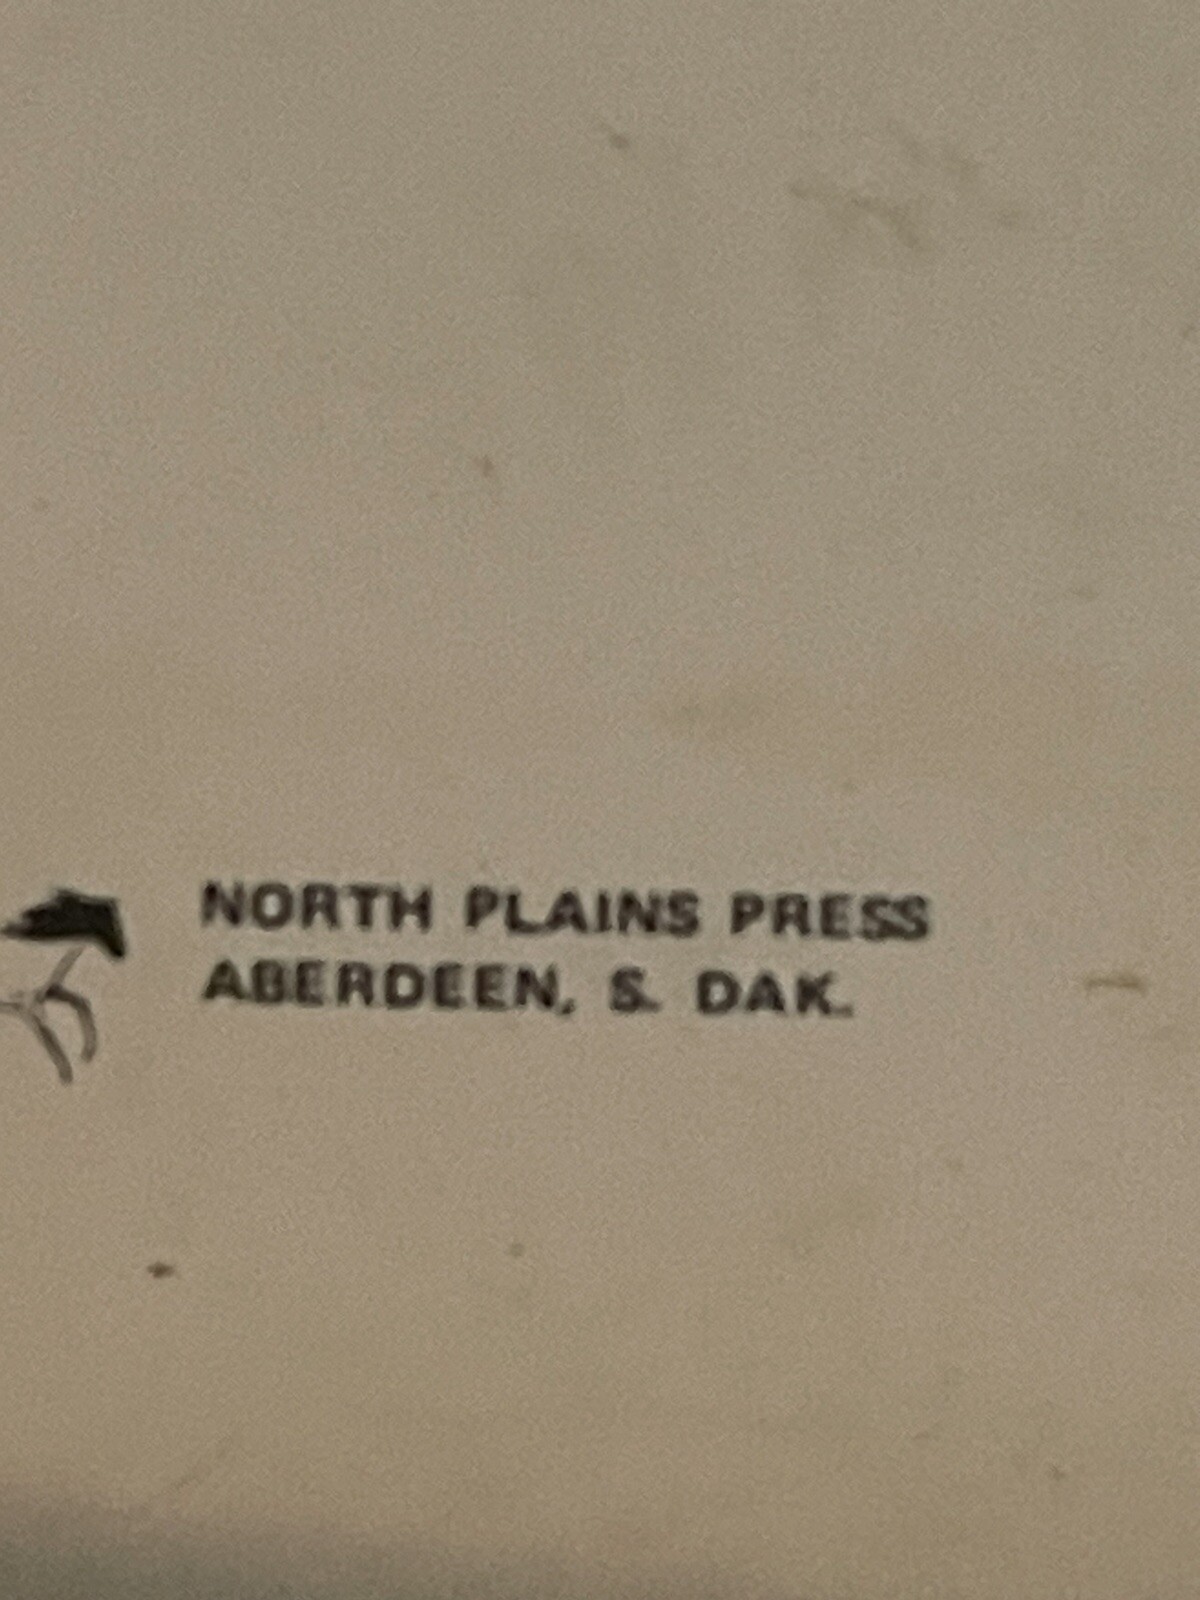 NORTH PLAINS PRESS
ABERDEEN, S. DAK.